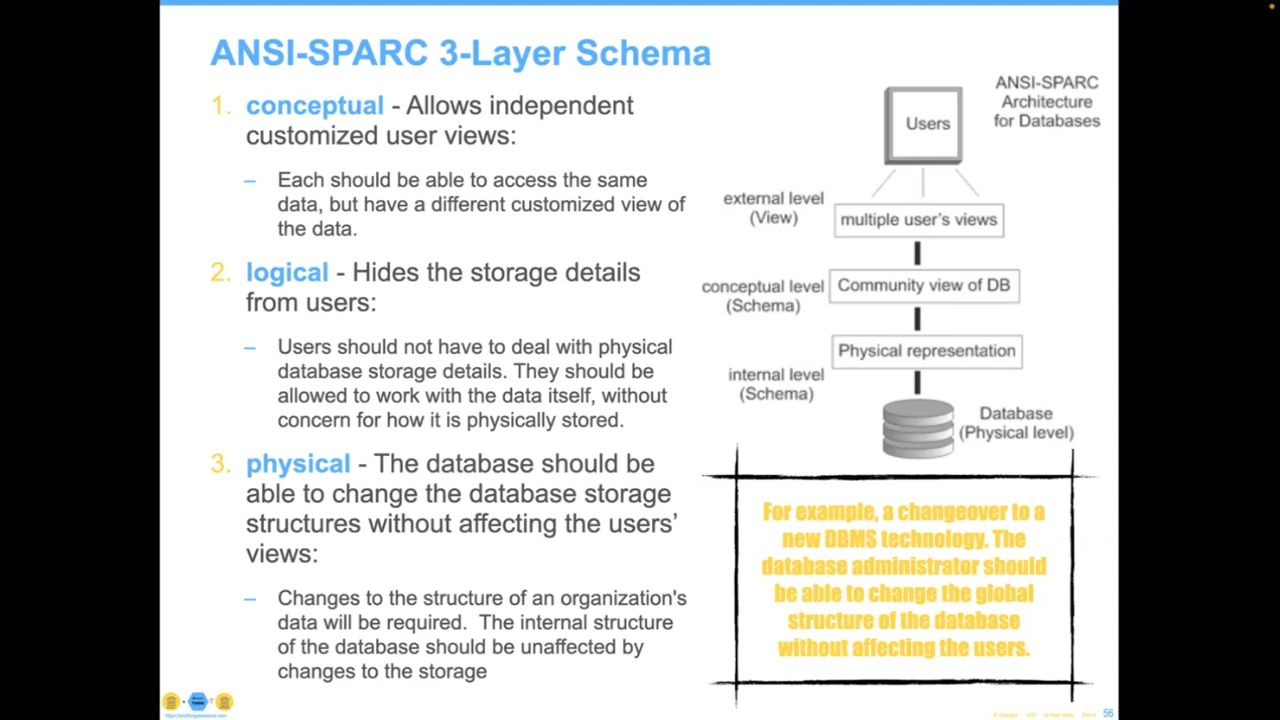 ANSI-SPARC 3-Layer Schema
1. conceptual - Allows independent
customized user views:
– Each should be able to access the same
data, but have a different customized view of
the data.
2. logical - Hides the storage details
from users:
– Users should not have to deal with physical
database storage details. They should be
allowed to work with the data itself, without
concern for how it is physically stored.
3. physical - The database should be
able to change the database storage
structures without affecting the users’
views:
– Changes to the structure of an organization's
data will be required. The internal structure
of the database should be unaffected by
changes to the storage
ANSI-SPARC
Architecture
for Databases
Users
external level
(View)
multiple user's views
conceptual level
(Schema)
Community view of DB
Physical representation
internal level
(Schema)
Database
(Physical level)
For example, a changeover to a
new DBMS technology. The
database administrator should
be able to change the global
structure of the database
without affecting the users.
56